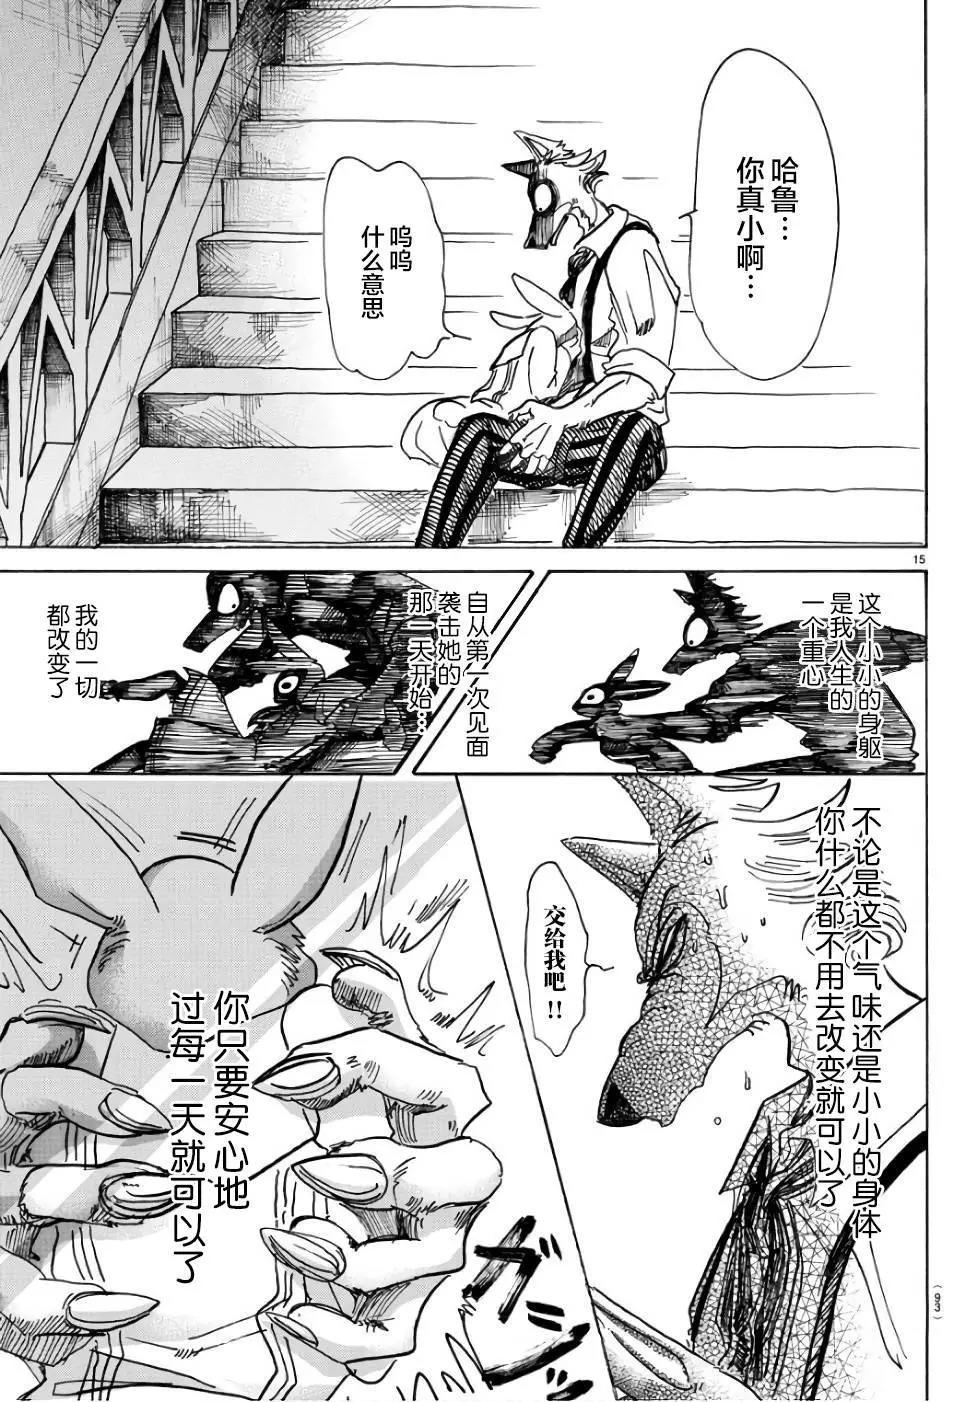 哈鲁…
你真小啊…
呜呜
什么意思
15
这个小小的身躯
是我人生的
一个重心
自从第一次见面
袭击她的
那一天开始…
我的一切
都改变了
不论是这个气味还是小小的身体
你什么都不用去改变就可以了
交给我吧!!
你只要安心地
过每一天就可以了
グググ
(93)